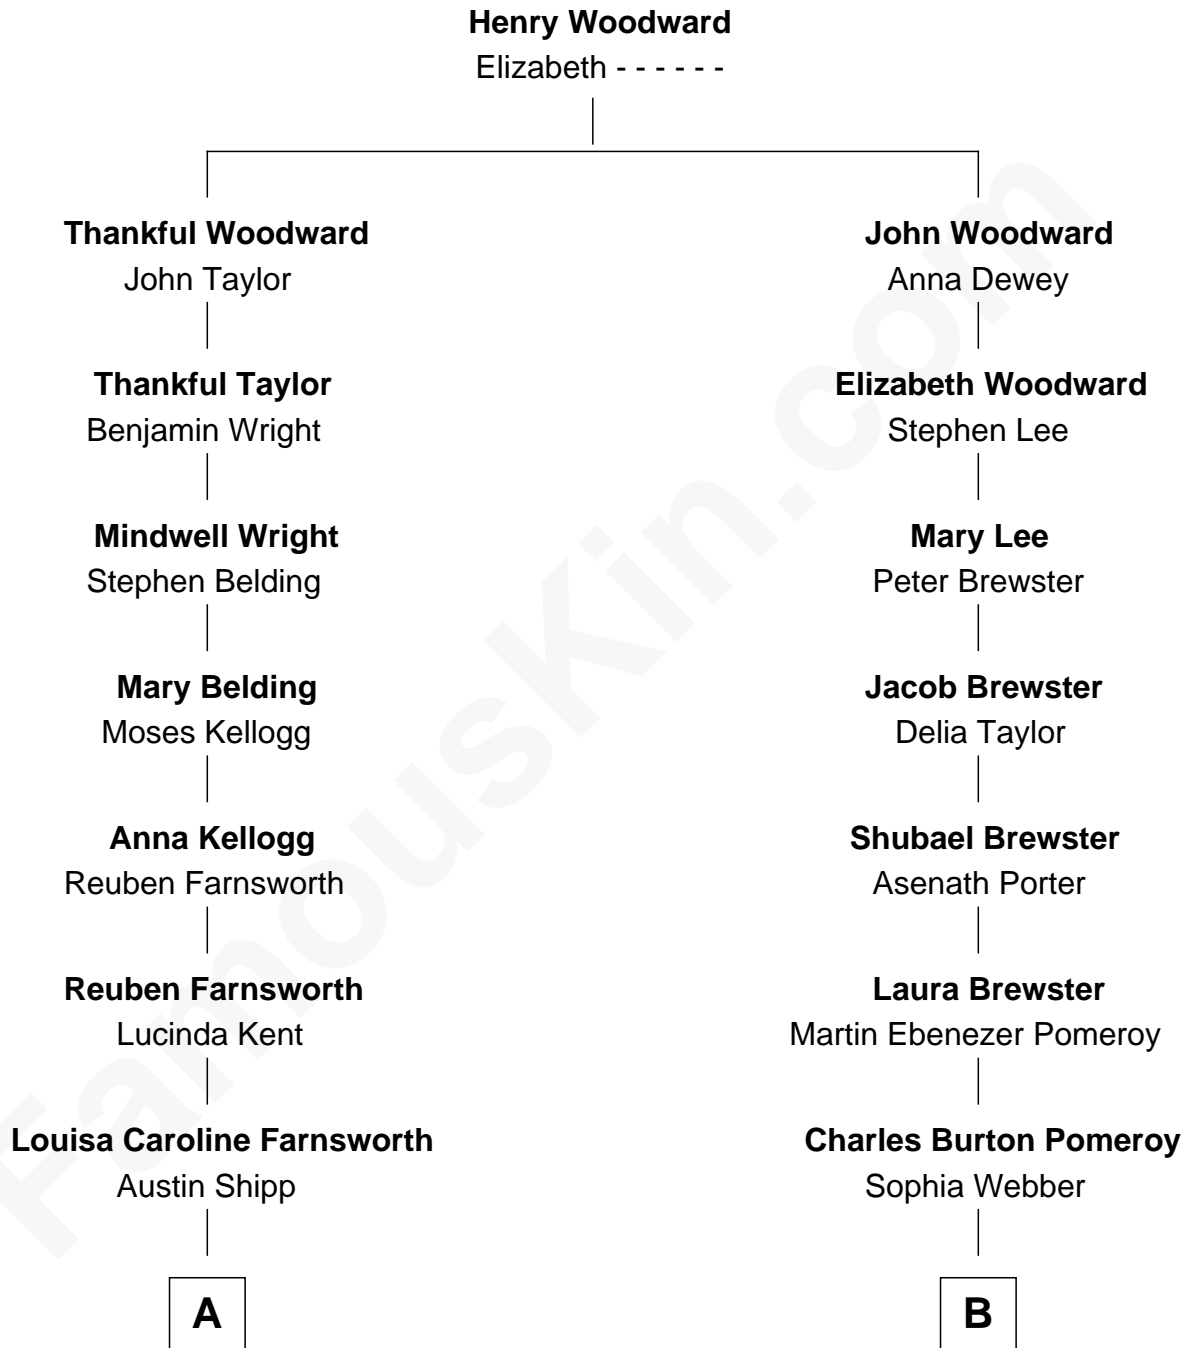 Henry Woodward
Elizabeth - - - - - -
Thankful Woodward
John Taylor
John Woodward
Anna Dewey
Thankful Taylor
Benjamin Wright
Elizabeth Woodward
Stephen Lee
Mindwell Wright
Stephen Belding
Mary Lee
Peter Brewster
Mary Belding
Moses Kellogg
Jacob Brewster
Delia Taylor
Anna Kellogg
Reuben Farnsworth
Shubael Brewster
Asenath Porter
Reuben Farnsworth
Lucinda Kent
Laura Brewster
Martin Ebenezer Pomeroy
Louisa Caroline Farnsworth
Austin Shipp
Charles Burton Pomeroy
Sophia Webber
A
B
FamousKin.com